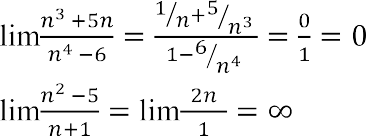 lim n³ +5n / n⁴ −6 = ¹/n+⁵/n³ / 1−⁶/n⁴ = 0/1 = 0
lim n² −5 / n+1 = lim 2n / 1 = ∞